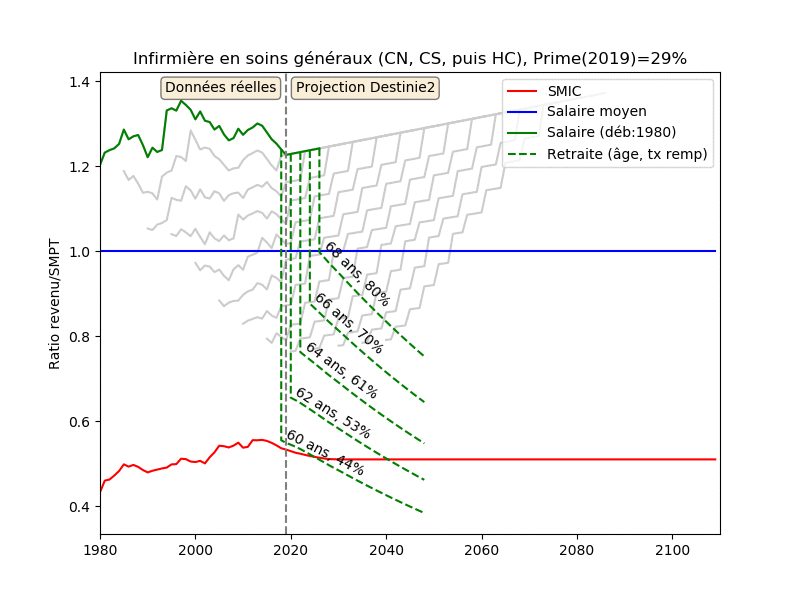 Infirmière en soins généraux (CN, CS, puis HC), Prime(2019)=29%
Données réelles
Projection Destinie2
SMIC
Salaire moyen
Salaire (déb:1980)
Retraite (âge, tx remp)
Ratio revenu/SMPT
1.4
1.2
1.0
0.8
0.6
0.4
68 ans, 80%
66 ans, 70%
64 ans, 61%
62 ans, 53%
60 ans, 44%
1980
2000
2020
2040
2060
2080
2100